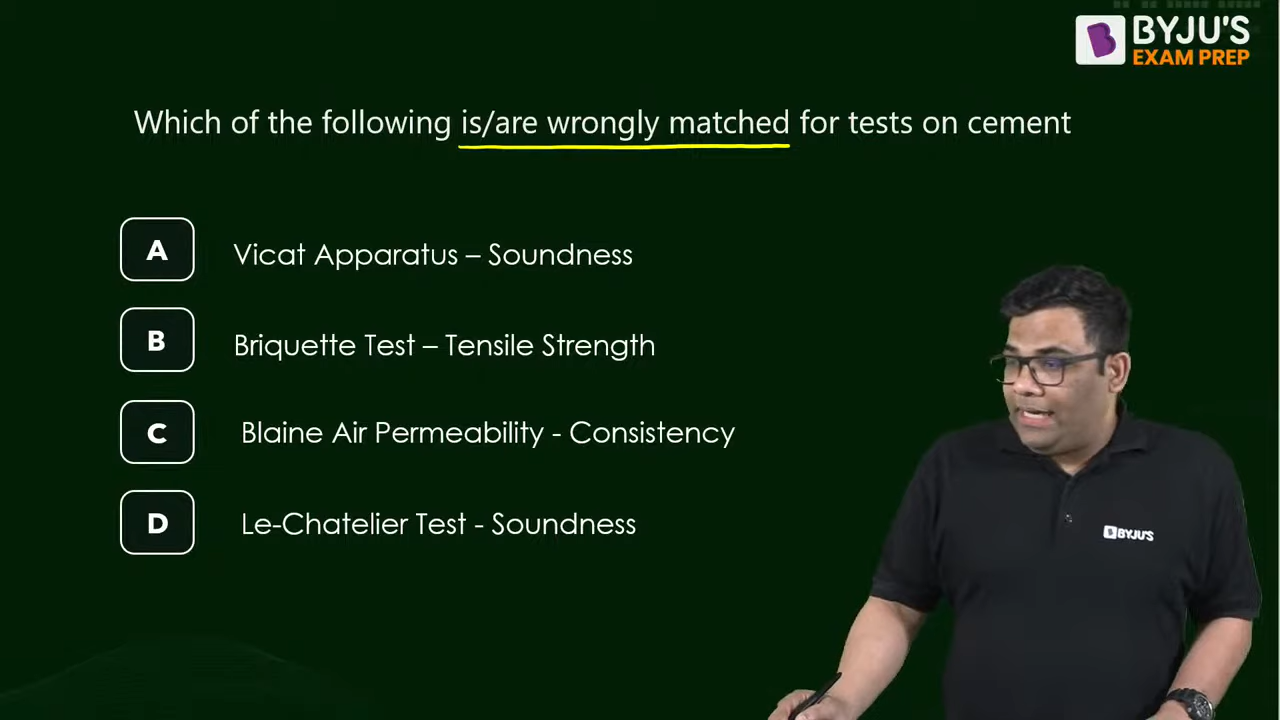 BYJU'S
EXAM PREP
Which of the following is/are wrongly matched for tests on cement
A Vicat Apparatus – Soundness
B Briquette Test – Tensile Strength
C Blaine Air Permeability - Consistency
D Le-Chatelier Test - Soundness
BYJU'S